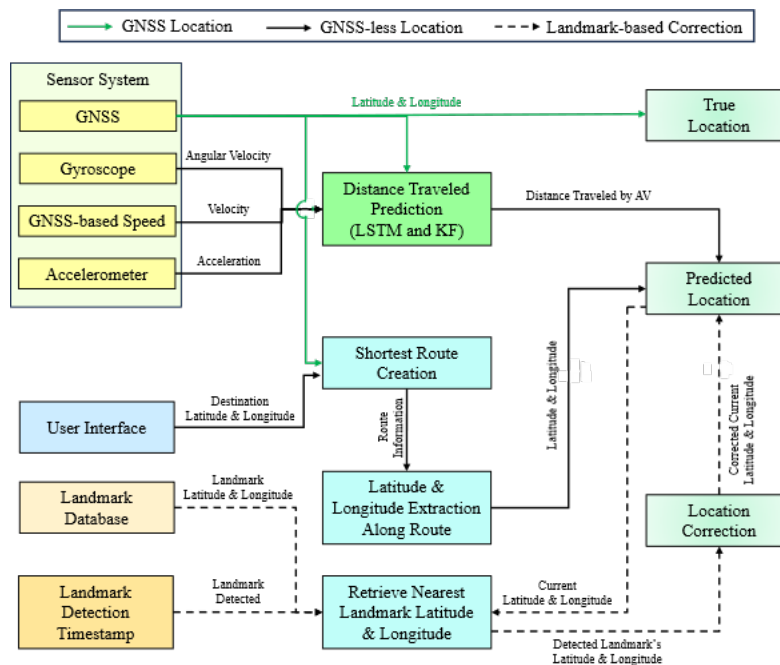 GNSS Location
GNSS-less Location
Landmark-based Correction
Sensor System
GNSS
Latitude & Longitude
True
Location
Gyroscope
Angular Velocity
Distance Traveled
Prediction
(LSTM and KF)
Distance Traveled by AV
GNSS-based Speed
Velocity
Accelerometer
Acceleration
Predicted
Location
Shortest Route
Creation
Latitude & Longitude
User Interface
Destination
Latitude & Longitude
Route
Information
Corrected Current
Latitude & Longitude
Landmark
Database
Landmark
Latitude & Longitude
Latitude &
Longitude Extraction
Along Route
Location
Correction
Landmark
Detection
Timestamp
Landmark
Detected
Retrieve Nearest
Landmark Latitude
& Longitude
Current
Latitude & Longitude
Detected Landmark's
Latitude & Longitude